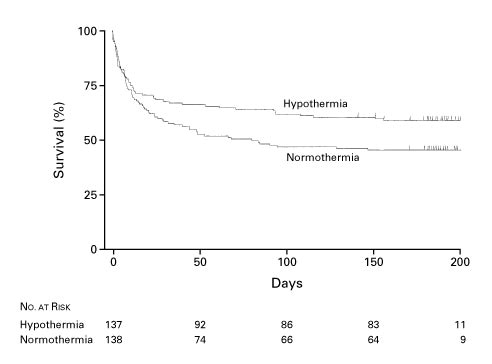 100
75
50
25
0
Survival (%)
Hypothermia
Normothermia
0 50 100 150 200
Days
No. at Risk
Hypothermia 137 92 86 83 11
Normothermia 138 74 66 64 9